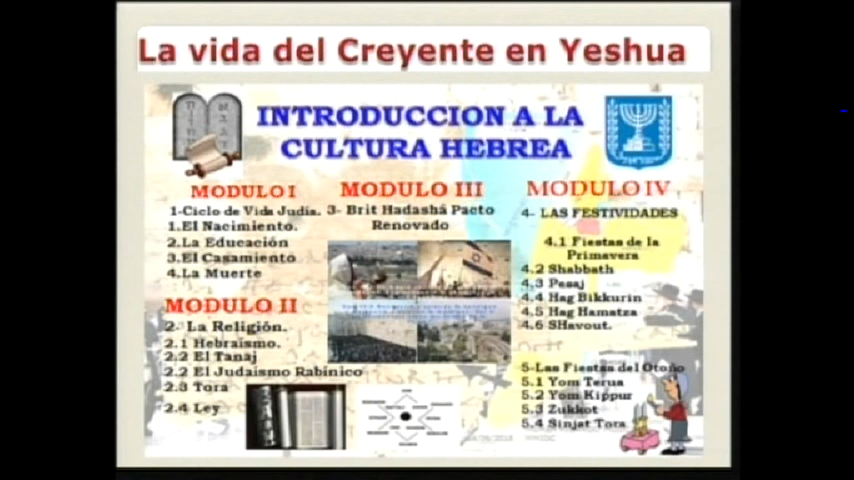 La vida del Creyente en Yeshua
INTRODUCCION A LA
CULTURA HEBREA
MODULO I
1-Ciclo de Vida Judía.
1.El Nacimiento.
2.La Educación
3.El Casamiento
4.La Muerte
MODULO II
2- La Religión.
2.1 Hebraísmo.
2.2 El Tanaj
2.2 El Judaismo Rabínico
2.3 Tora
2.4 Ley
MODULO III
3- Brit Hadashá Pacto
Renovado
MODULO IV
4- LAS FESTIVIDADES
4.1 Fiestas de la
Primavera
4.2 Shabbath
4.3 Pesaj
4.4 Hag Bikkurin
4.5 Hag Hamatza
4.6 Shavout.
5-Las Fiestas del Otoño
5.1 Yom Terua
5.2 Yom Kippur
5.3 Zukkot
5.4 Sinjat Tora